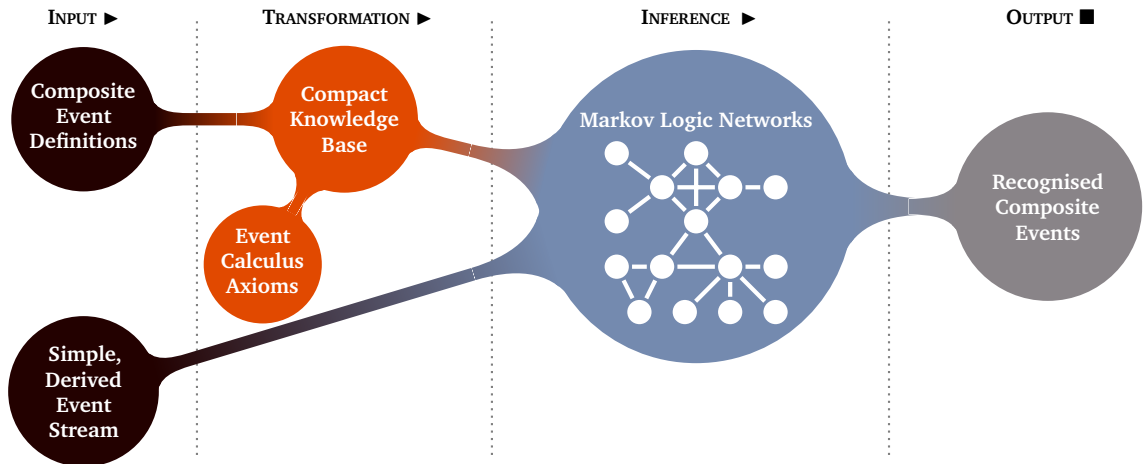 INPUT ►
TRANSFORMATION ►
INFERENCE ►
OUTPUT ■
Composite
Event
Definitions
Compact
Knowledge
Base
Event
Calculus
Axioms
Simple,
Derived
Event
Stream
Markov Logic Networks
Recognised
Composite
Events